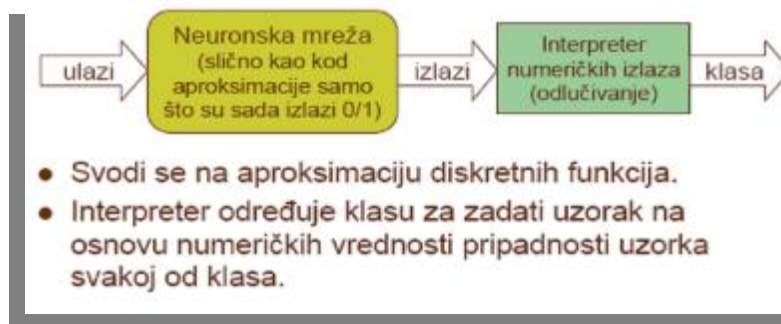 ulazi
Neuronska mreža
(slično kao kod
aproksimacije samo
što su sada izlazi 0/1)
izlazi
Interpreter
numeričkih izlaza
(odlučivanje)
klasa
Svodi se na aproksimaciju diskretnih funkcija.
Interpreter određuje klasu za zadati uzorak na
osnovu numeričkih vrednosti pripadnosti uzorka
svakoj od klasa.